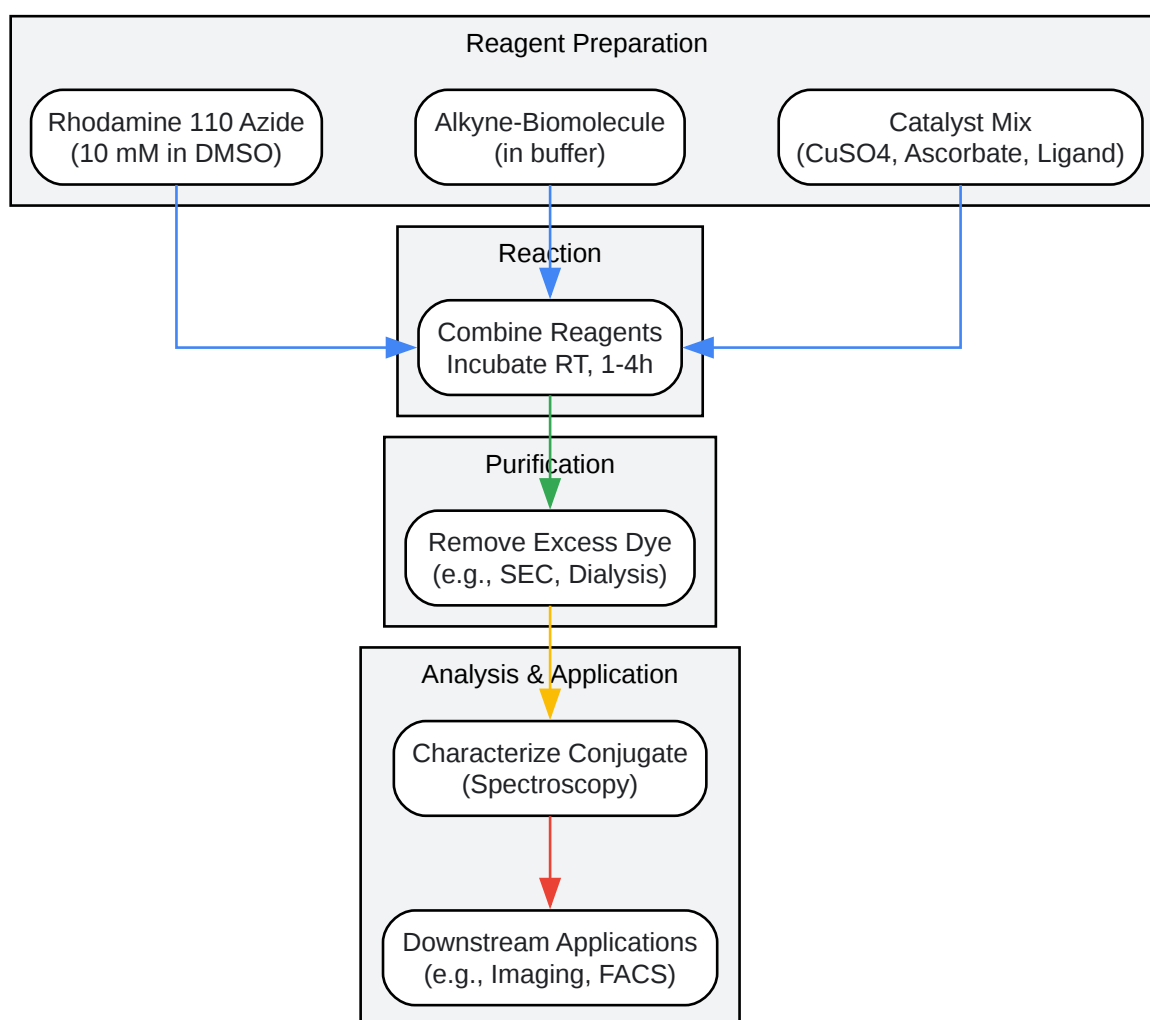 Reagent Preparation
Rhodamine 110 Azide
(10 mM in DMSO)
Alkyne-Biomolecule
(in buffer)
Catalyst Mix
(CuSO4, Ascorbate, Ligand)
Reaction
Combine Reagents
Incubate RT, 1-4h
Purification
Remove Excess Dye
(e.g., SEC, Dialysis)
Analysis & Application
Characterize Conjugate
(Spectroscopy)
Downstream Applications
(e.g., Imaging, FACS)